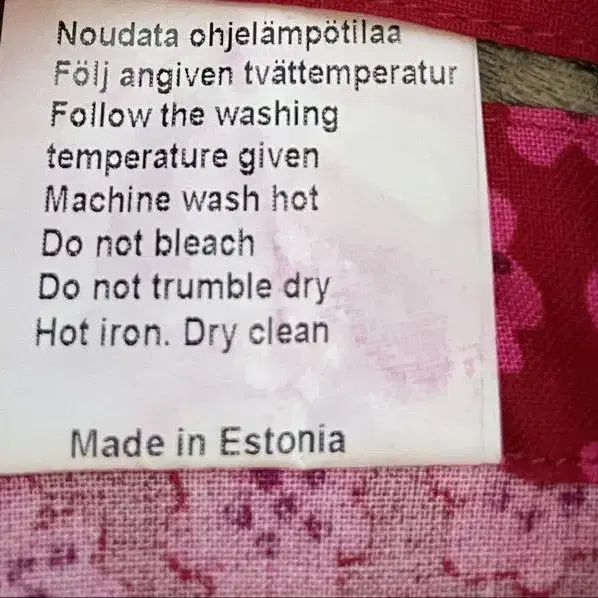 Noudata ohjelämpötilaa
Följ angiven tvättemperatur
Follow the washing
temperature given
Machine wash hot
Do not bleach
Do not trumble dry
Hot iron. Dry clean
Made in Estonia